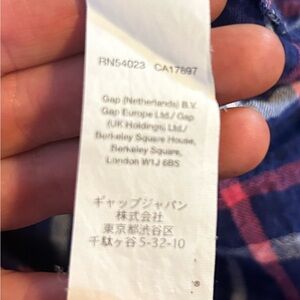 RN54023 CA17897
Gap (Netherlands) B.V.
Gap Europe Ltd./ Gap
(UK Holdings) Ltd./
Berkeley Square House,
Berkeley Square,
London W1J 6BS
ギャップジャパン
株式会社
東京都渋谷区
千駄ヶ谷 5-32-10